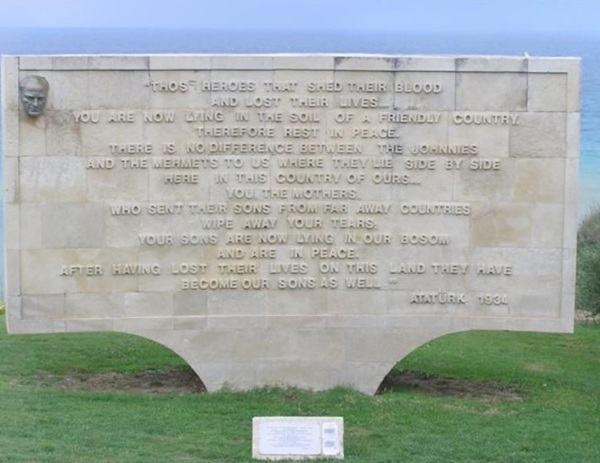 "THOS HEROES THAT SHED THEIR BLOOD
AND LOST THEIR LIVES...
YOU ARE NOW LYING IN THE SOIL OF A FRIENDLY COUNTRY.
THEREFORE REST IN PEACE.
THERE IS NO DIFFERENCE BETWEEN THE JOHNNIES
AND THE MEHMETS TO US WHERE THEY LIE SIDE BY SIDE
HERE IN THIS COUNTRY OF OURS...
YOU, THE MOTHERS,
WHO SENT THEIR SONS FROM FAR AWAY COUNTRIES
WIPE AWAY YOUR TEARS.
YOUR SONS ARE NOW LYING IN OUR BOSOM
AND ARE IN PEACE.
AFTER HAVING LOST THEIR LIVES ON THIS LAND THEY HAVE
BECOME OUR SONS AS WELL."
ATATÜRK 1934